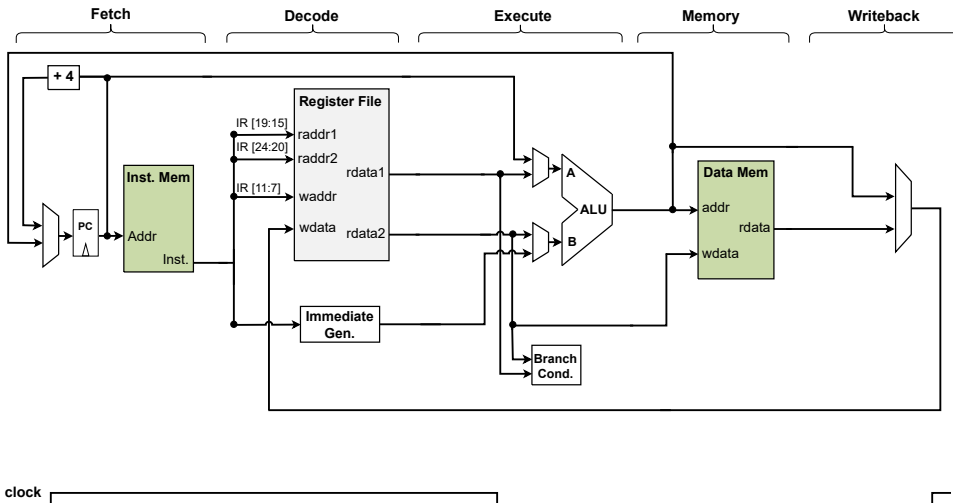 Fetch Decode Execute Memory Writeback
+ 4
Register File
IR [19:15]
raddr1
IR [24:20]
raddr2
Inst. Mem
rdata1
A
Data Mem
IR [11:7]
waddr
ALU
addr
PC
Addr
wdata
rdata2
B
rdata
Inst.
wdata
Immediate
Gen.
Branch
Cond.
clock